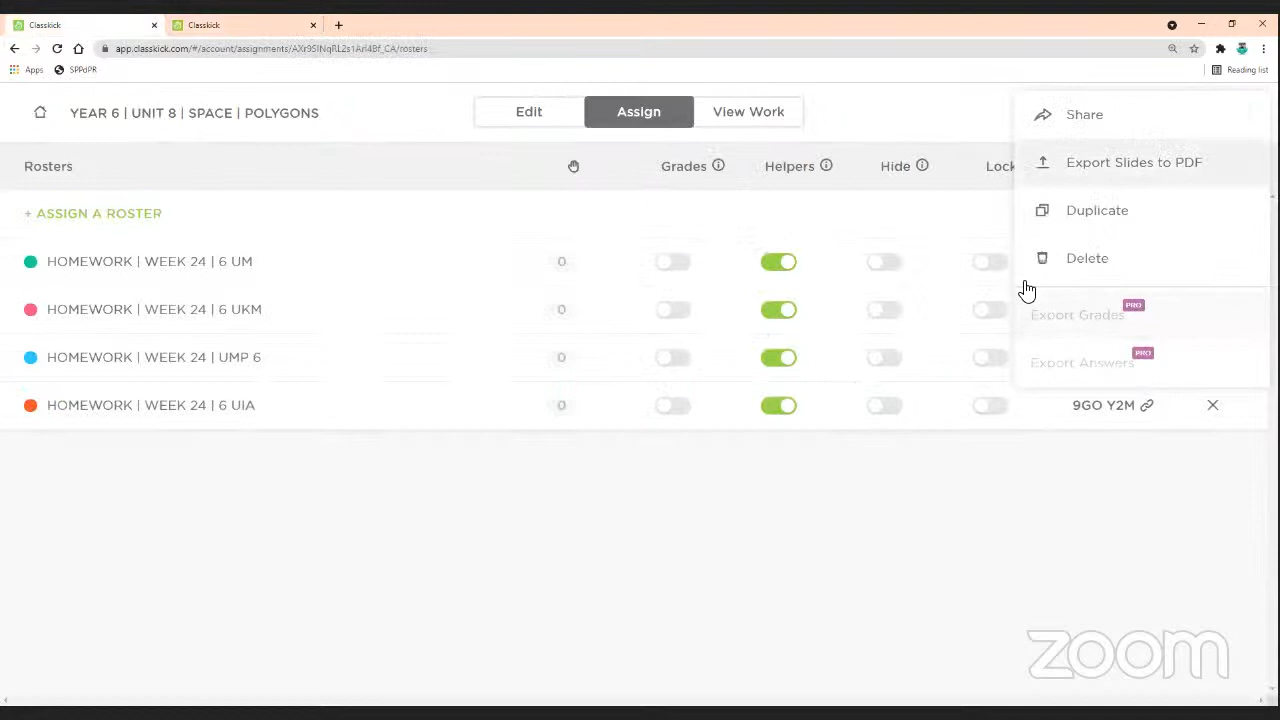 Classkick
Classkick
app.classkick.com/#/account/assignments/AXr9SINqRL2s1Arl4Bf_CA/rosters
Apps
SPPdPR
Reading list
YEAR 6 | UNIT 8 | SPACE | POLYGONS
Edit
Assign
View Work
Share
Rosters
Grades
Helpers
Hide
Lock
Export Slides to PDF
+ ASSIGN A ROSTER
Duplicate
HOMEWORK | WEEK 24 | 6 UM
0
Delete
HOMEWORK | WEEK 24 | 6 UKM
0
Export Grades
PRO
HOMEWORK | WEEK 24 | UMP 6
0
Export Answers
PRO
HOMEWORK | WEEK 24 | 6 UIA
0
9GO Y2M
zoom